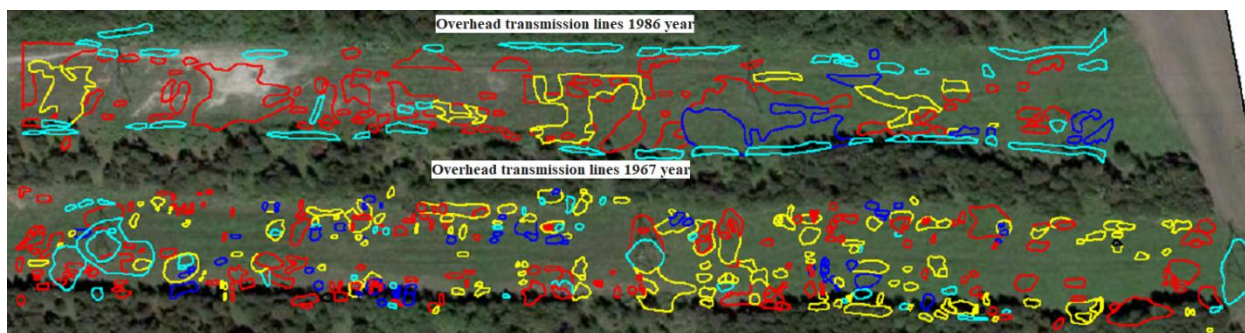 Overhead transmission lines 1986 year
Overhead transmission lines 1967 year